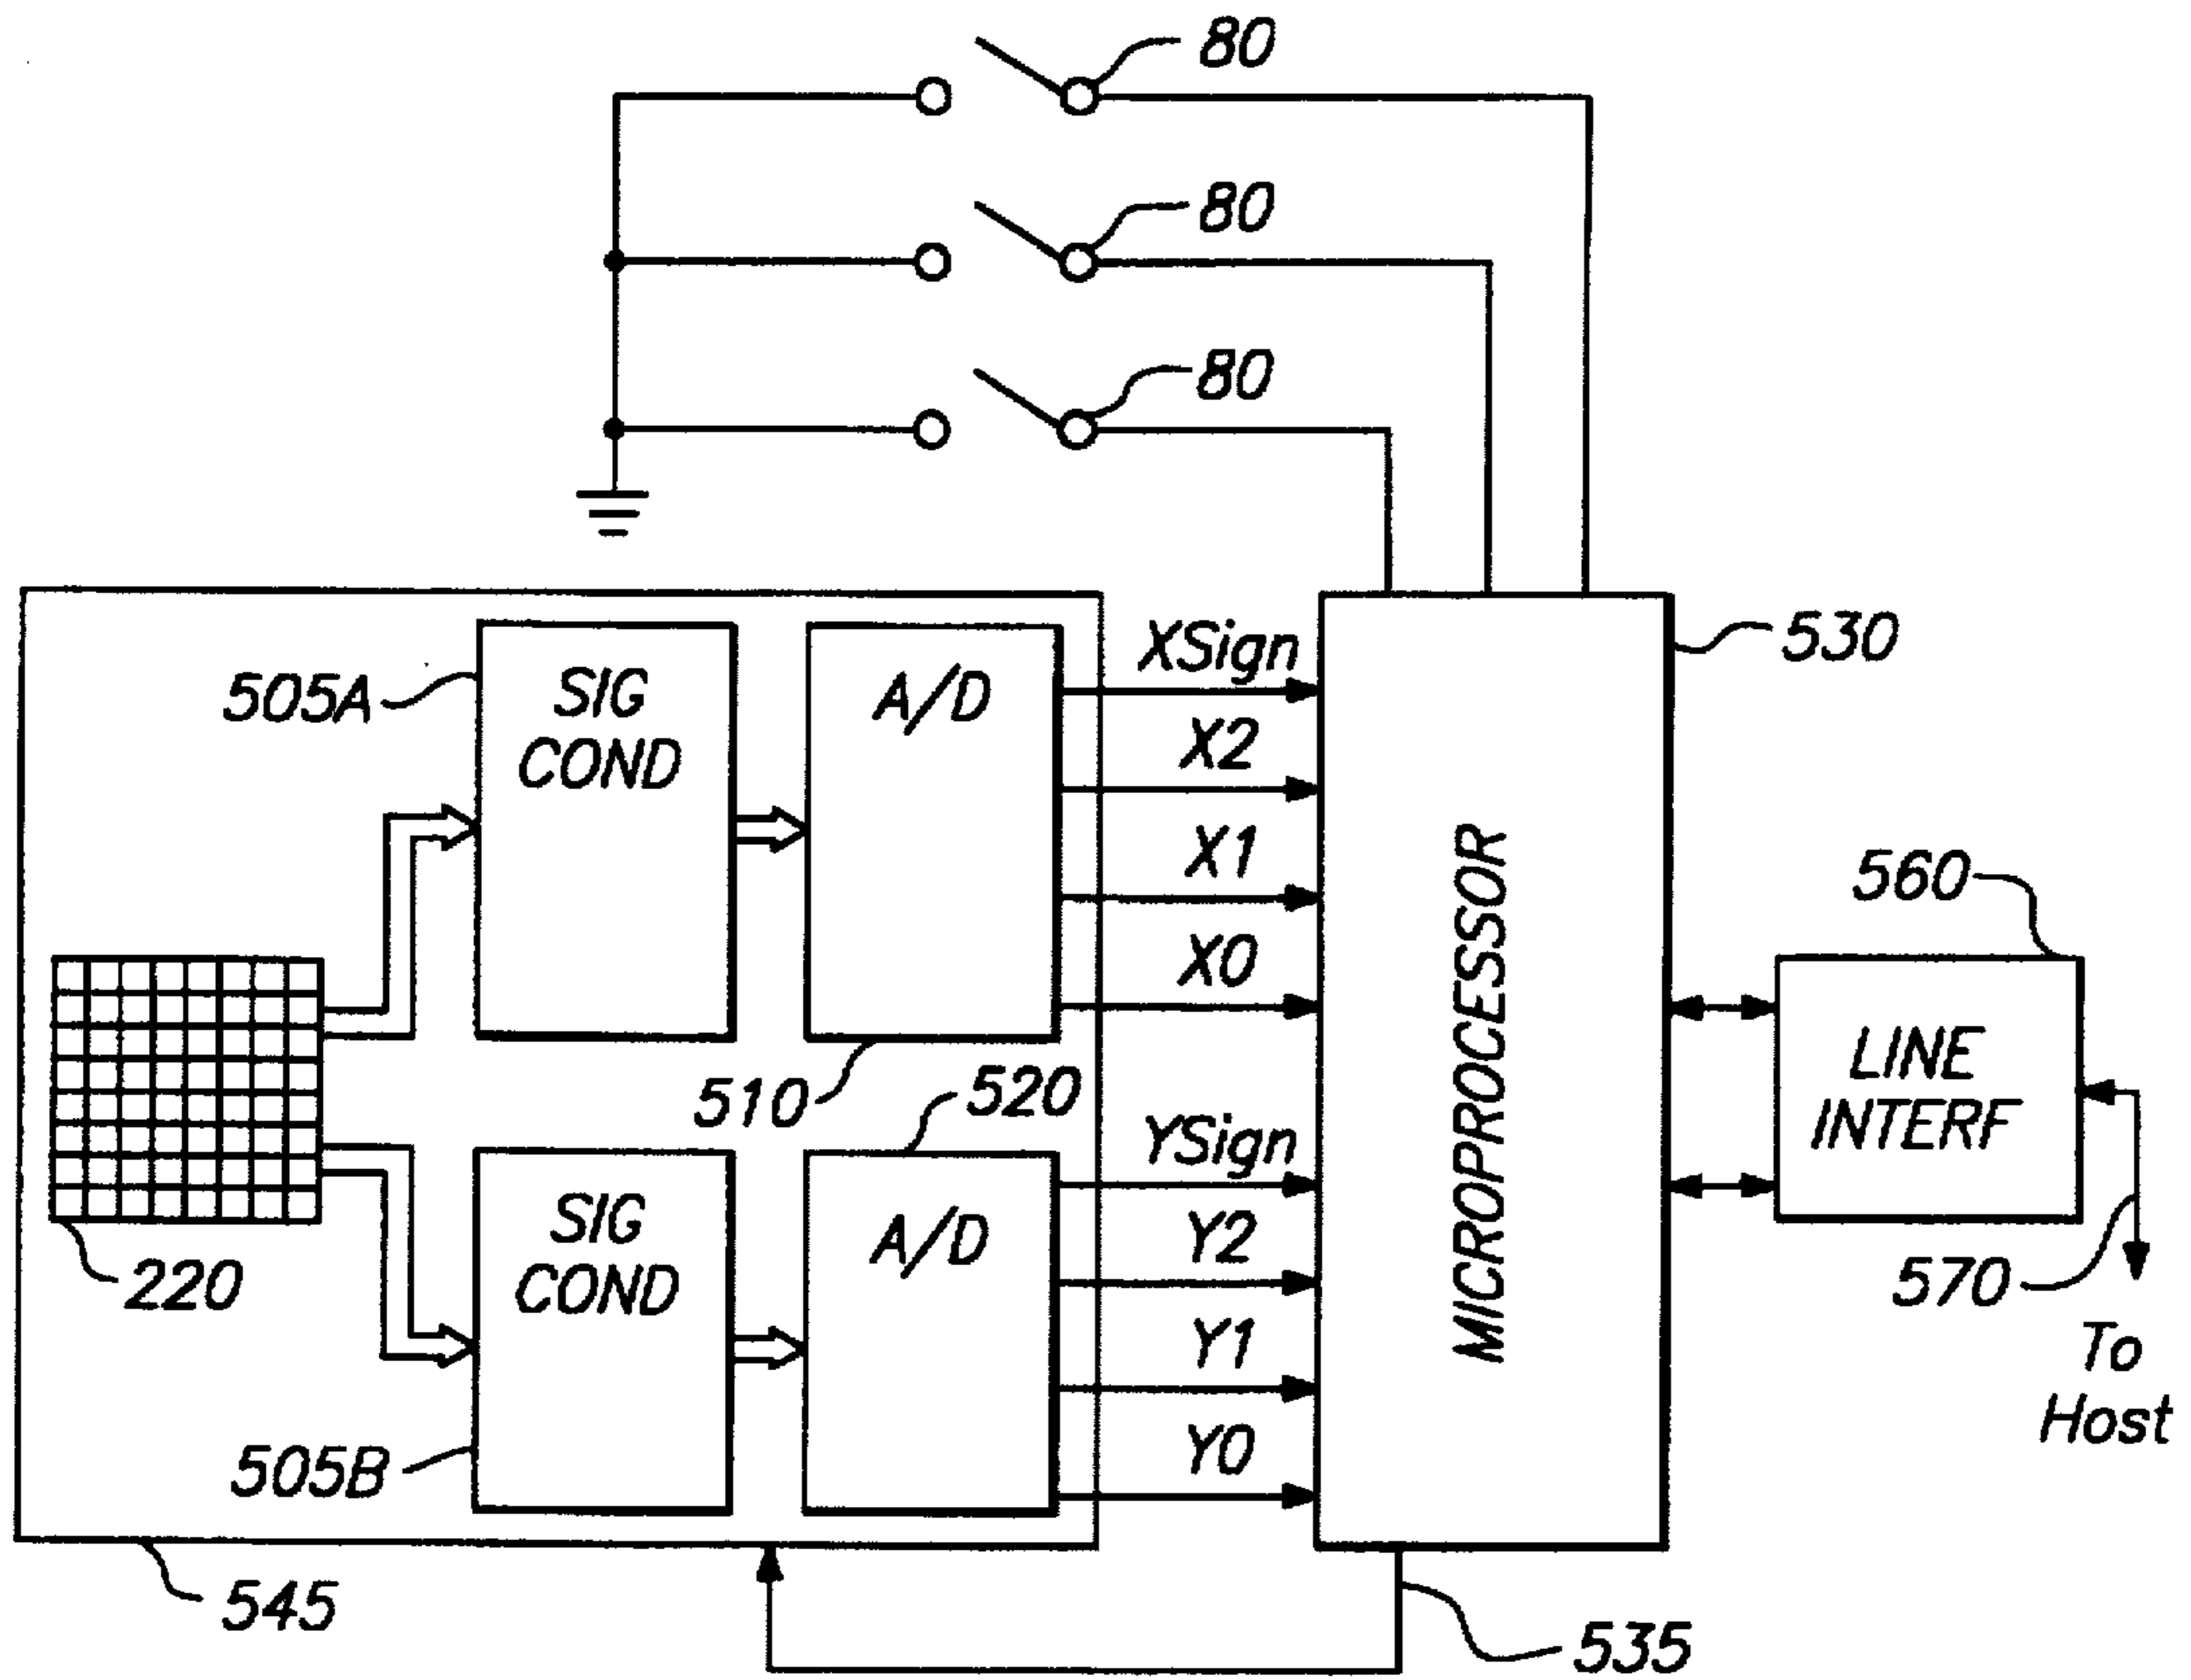 80
80
80
530
505A
SIG
COND
A/D
XSign
X2
X1
X0
510
520
220
505B
SIG
COND
A/D
YSign
Y2
Y1
Y0
MICROPROCESSOR
560
LINE
INTERF
570
To
Host
545
535